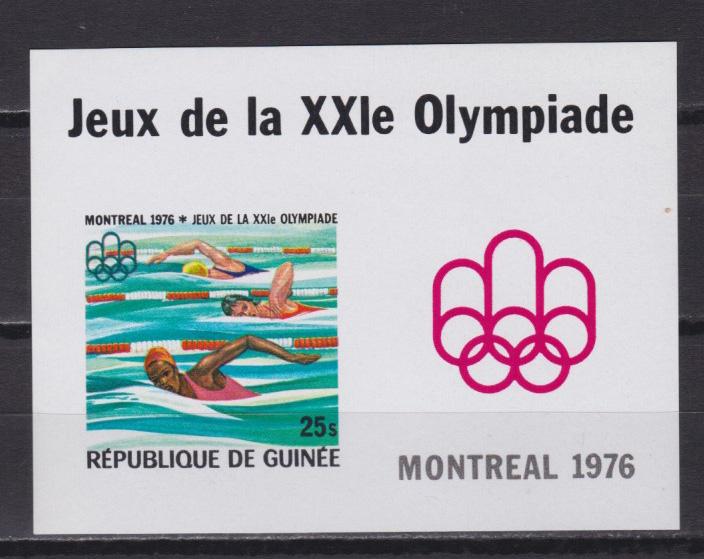 Jeux de la XXIe Olympiade
MONTREAL 1976 * JEUX DE LA XXIe OLYMPIADE
25s
RÉPUBLIQUE DE GUINÉE
MONTREAL 1976